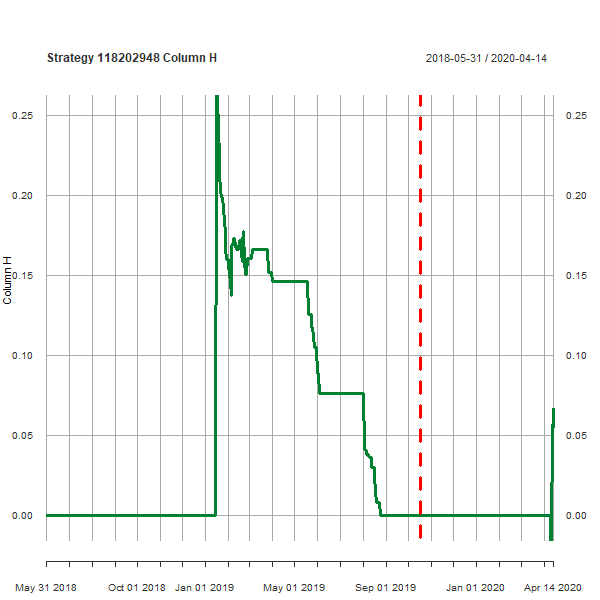 Strategy 118202948 Column H
2018-05-31 / 2020-04-14
0.25
0.25
0.20
0.20
0.15
0.15
Column H
0.10
0.10
0.05
0.05
0.00
0.00
May 31 2018
Oct 01 2018
Jan 01 2019
May 01 2019
Sep 01 2019
Jan 01 2020
Apr 14 2020